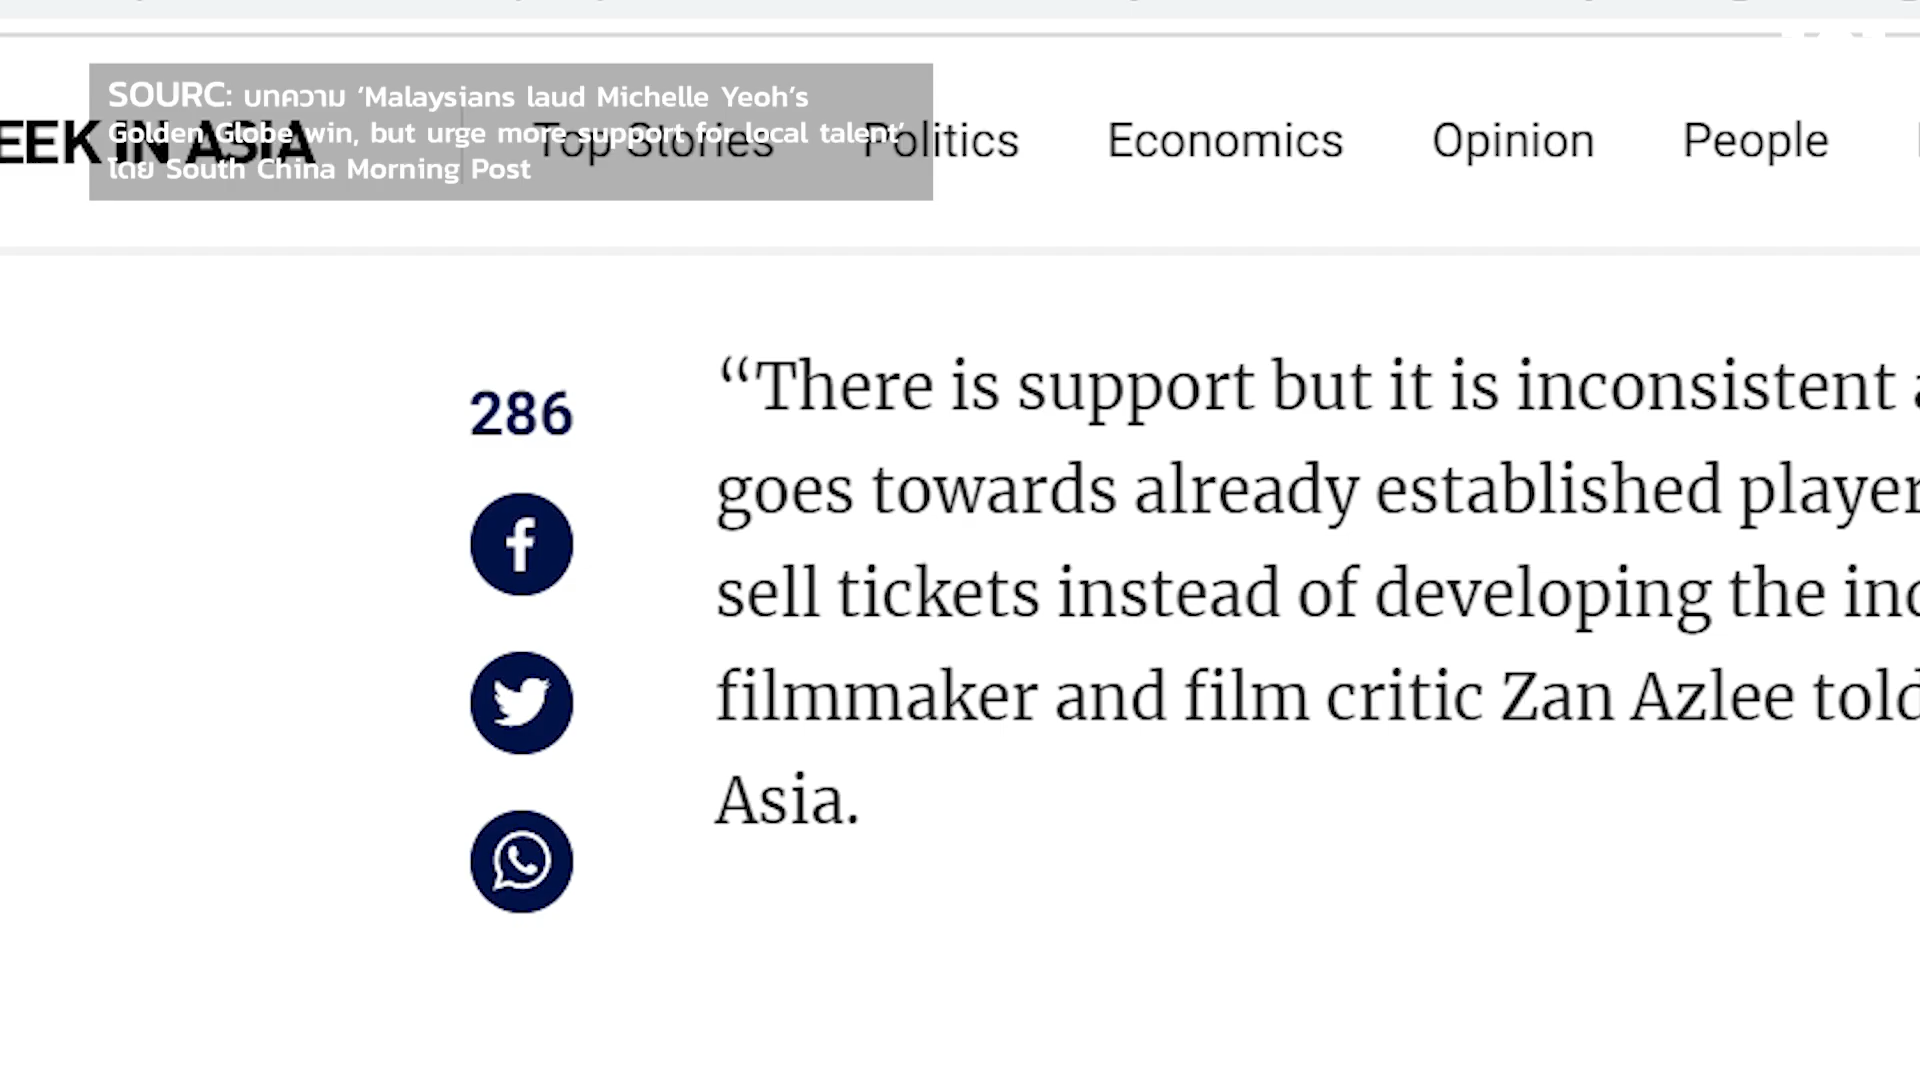 SOURC: บทความ ‘Malaysians laud Michelle Yeoh’s
Golden Globe win, but urge more support for local talent’
โดย South China Morning Post
EEK IN ASIA
Top Stories
Politics
Economics
Opinion
People
286
“There is support but it is inconsistent
goes towards already established player
sell tickets instead of developing the
filmmaker and film critic Zan Azlee told
Asia.